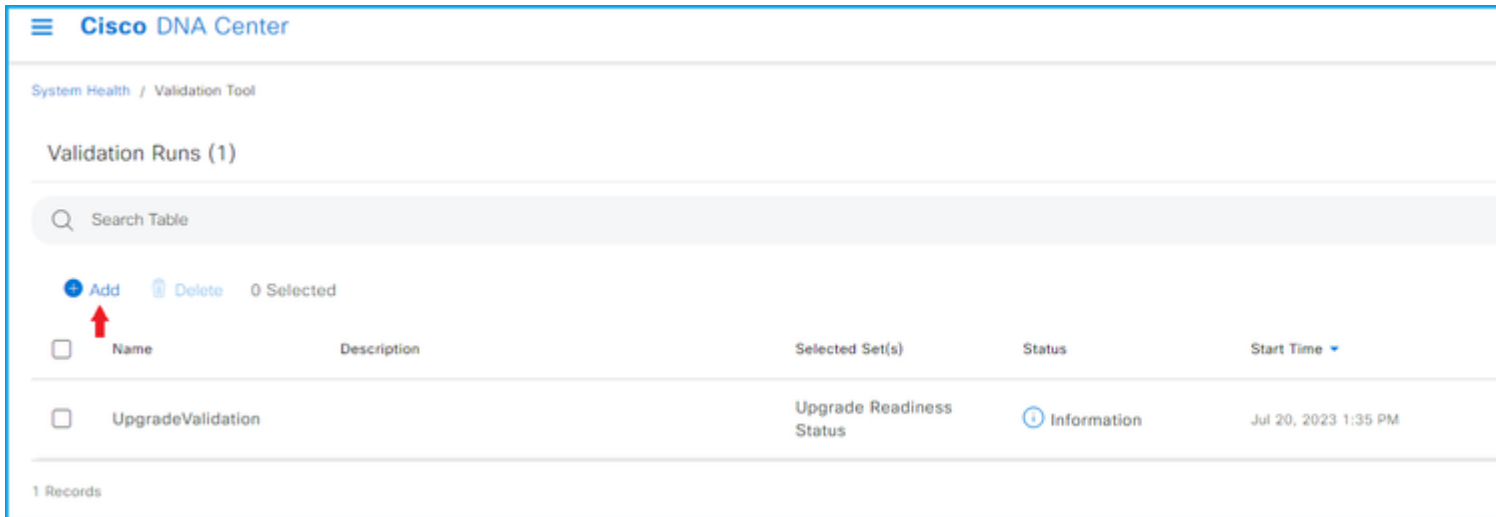 Cisco DNA Center
System Health / Validation Tool
Validation Runs (1)
Search Table
Add Delete 0 Selected
Name Description Selected Set(s) Status Start Time
UpgradeValidation Upgrade Readiness Status Information Jul 20, 2023 1:35 PM
1 Records